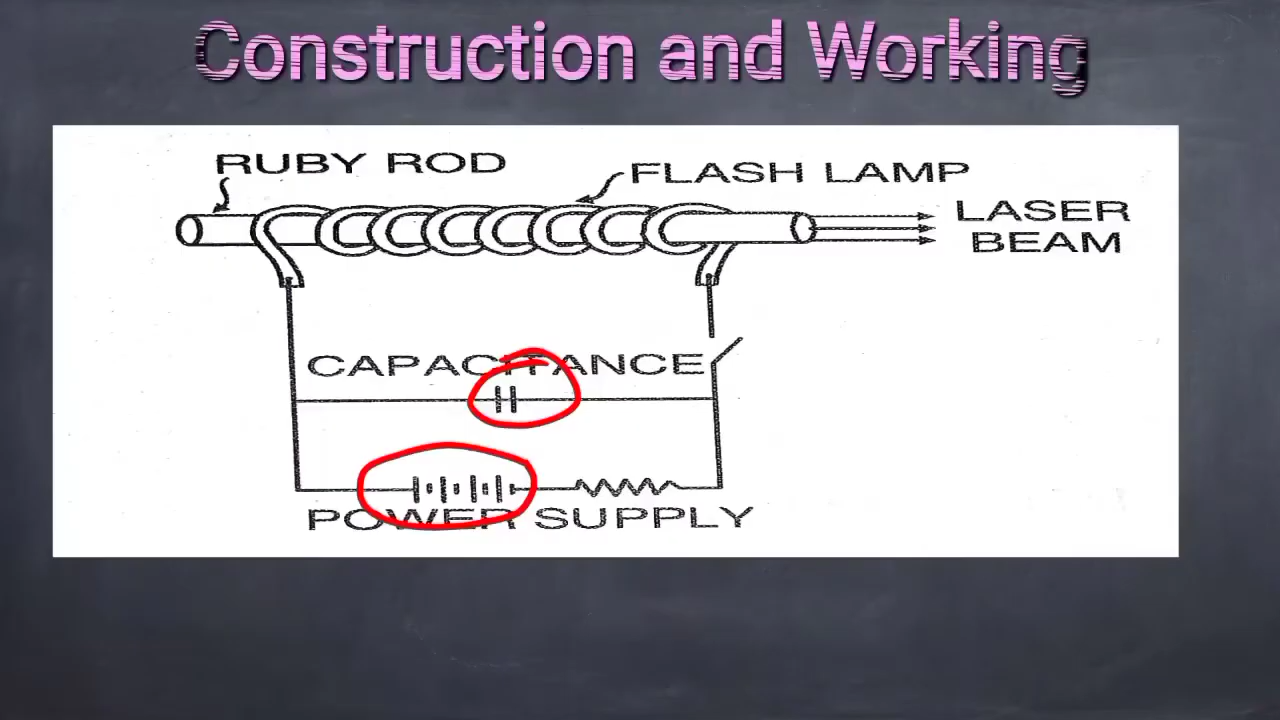 Construction and Working
RUBY ROD
FLASH LAMP
LASER
BEAM
CAPACITANCE
POWER SUPPLY